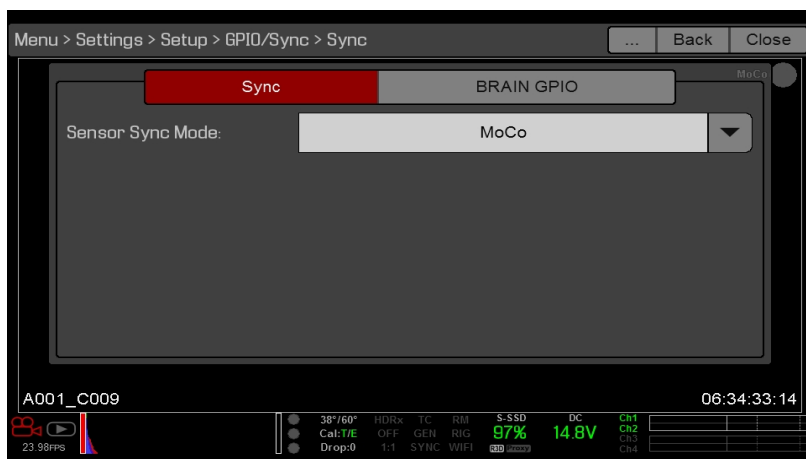 Menu > Settings > Setup > GPIO/Sync > Sync
... Back Close
MoCo
Sync BRAIN GPIO
Sensor Sync Mode: MoCo
A001_C009 06:34:33:14
38°/60° HDRx TC RM S-SSD DC Ch1
Cal:T/E OFF GEN RIG 97% 14.8V Ch2
Drop:0 1:1 SYNC WIFI R3D Proxy Ch3
23.98FPS Ch4